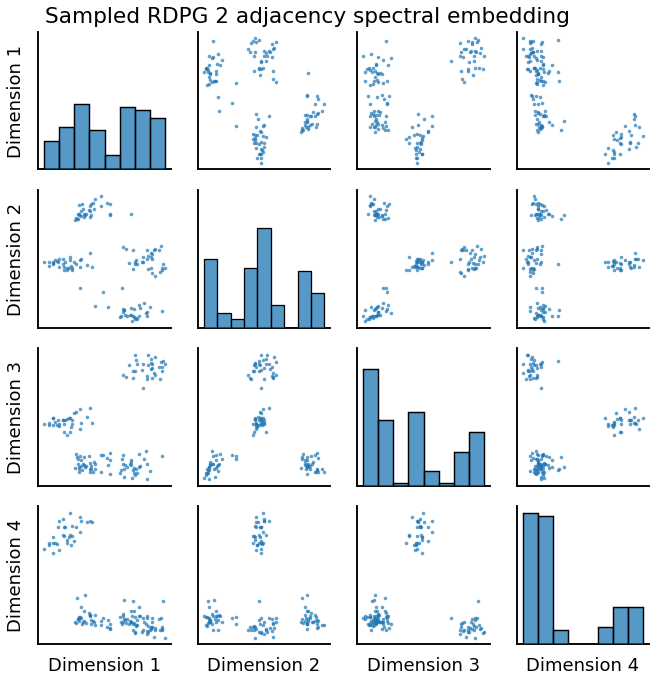 Sampled RDPG 2 adjacency spectral embedding
Dimension 1
Dimension 2
Dimension 3
Dimension 4
Dimension 1 Dimension 2 Dimension 3 Dimension 4